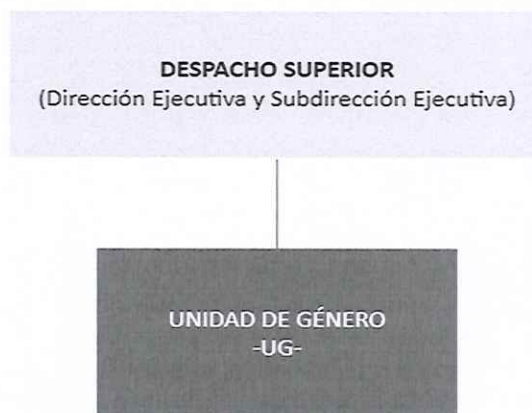 DESPACHO SUPERIOR
(Dirección Ejecutiva y Subdirección Ejecutiva)
UNIDAD DE GÉNERO
-UG-